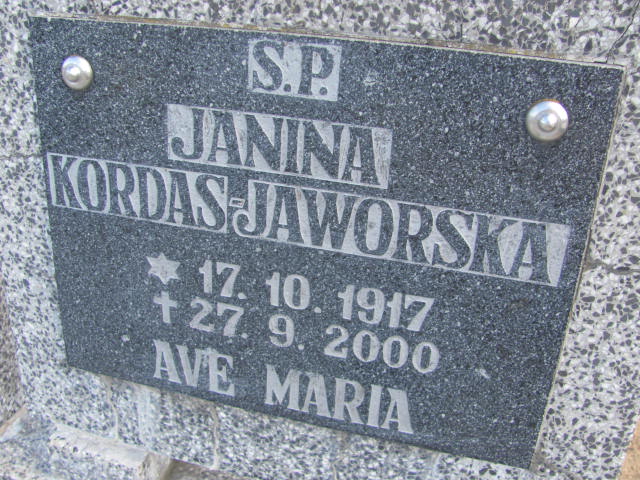 S.P.
JANINA
KORDAS-JAWORSKA
* 17. 10. 1917
† 27. 9. 2000
AVE MARIA